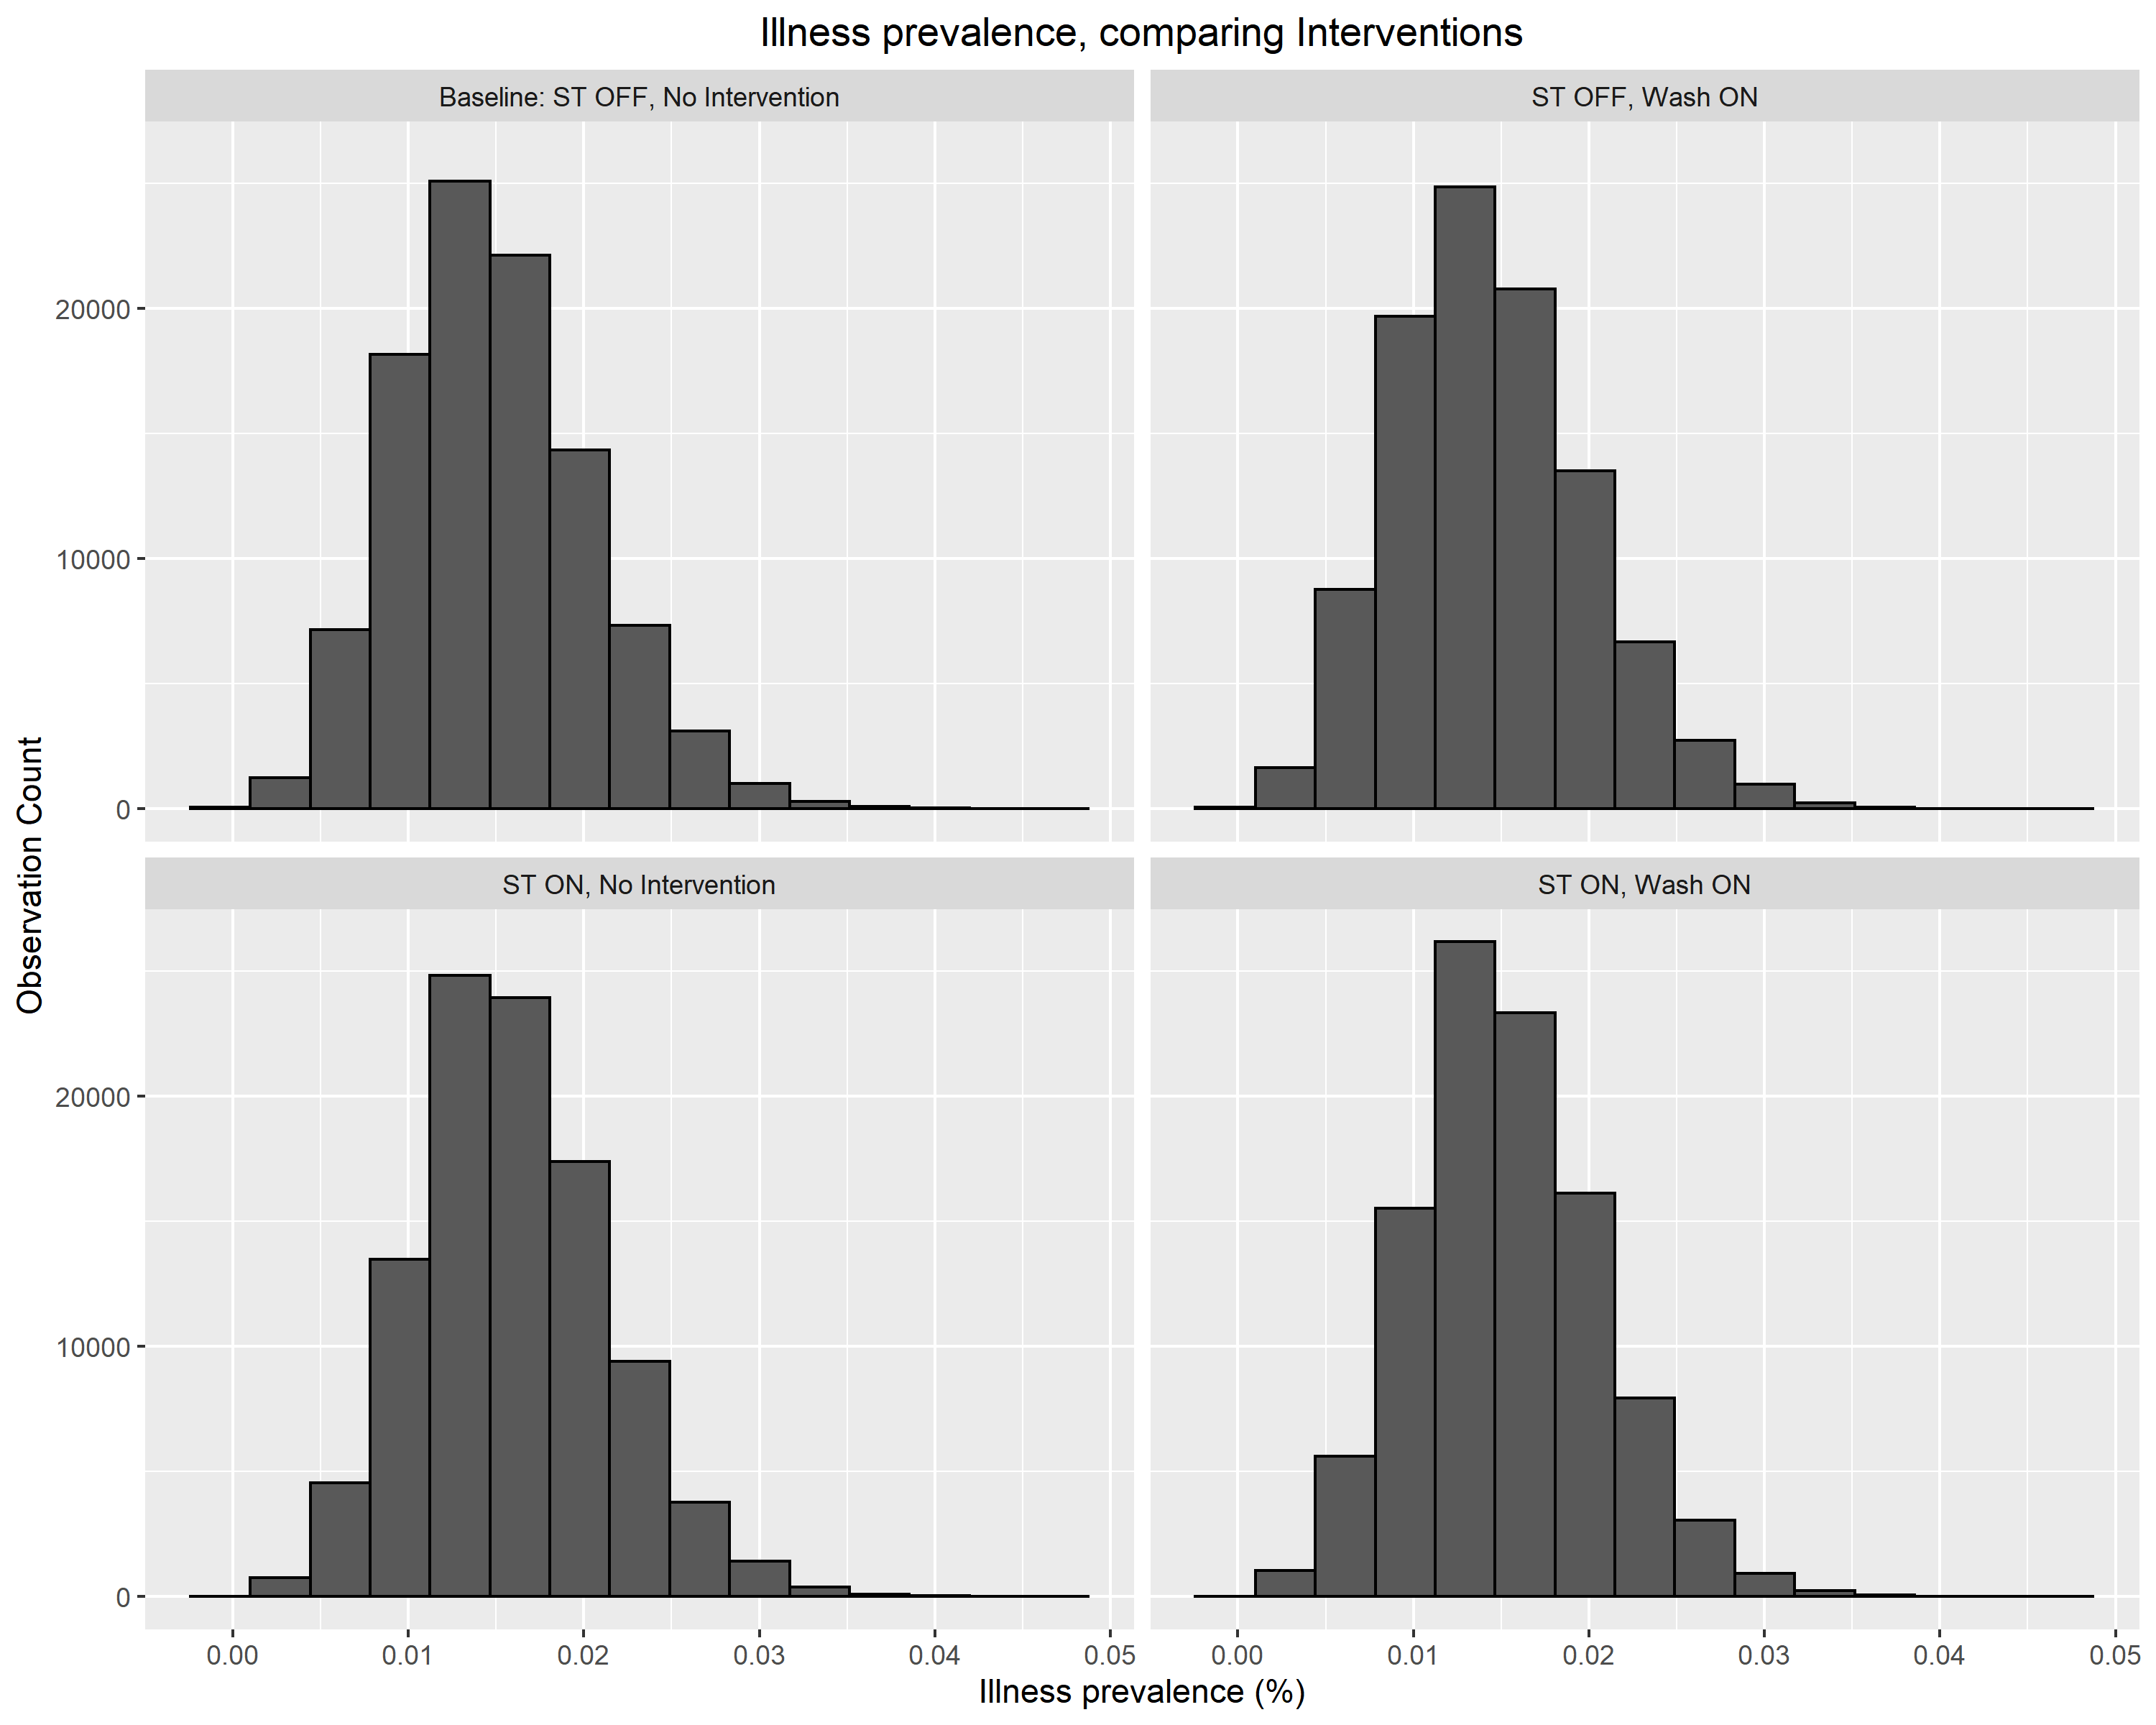 Illness prevalence, comparing Interventions
Baseline: ST OFF, No Intervention
ST OFF, Wash ON
20000
10000
0
ST ON, No Intervention
ST ON, Wash ON
20000
10000
0
Observation Count
0.00 0.01 0.02 0.03 0.04 0.05
0.00 0.01 0.02 0.03 0.04 0.05
Illness prevalence (%)